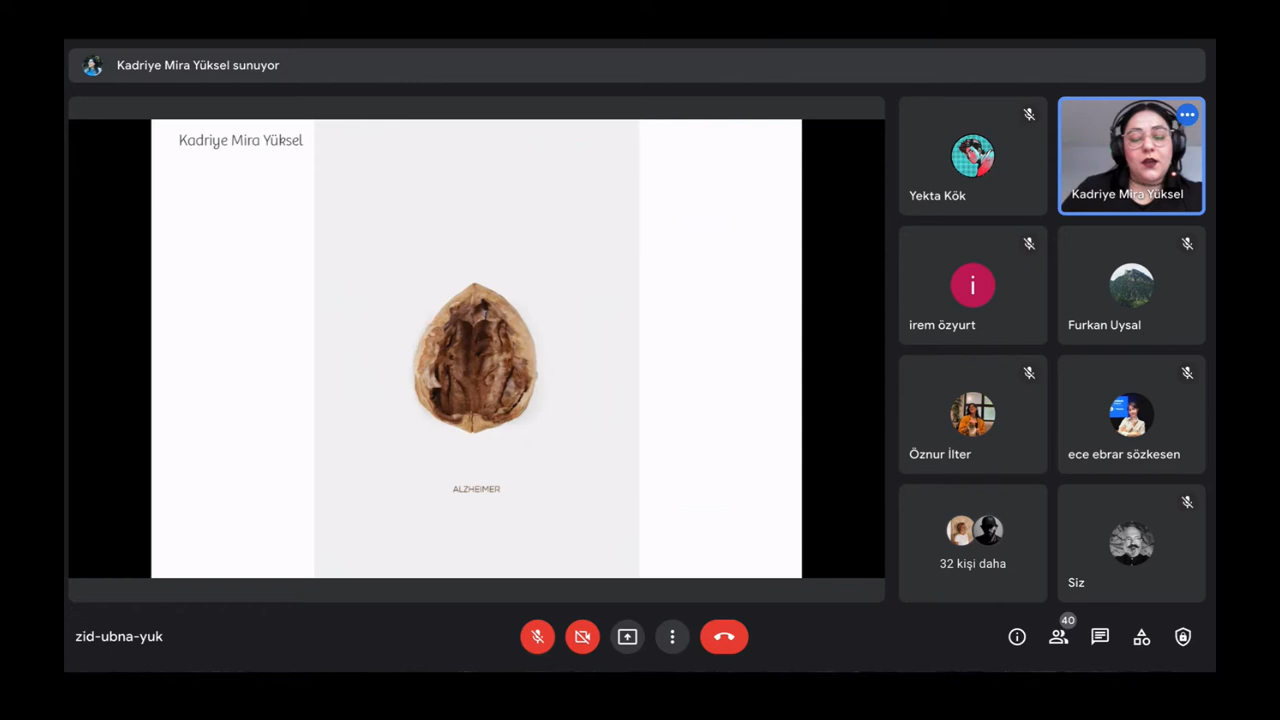 Kadriye Mira Yüksel sunuyor
Kadriye Mira Yüksel
ALZHEIMER
Yekta Kök
Kadriye Mira Yüksel
i
irem özyurt
Furkan Uysal
Öznur İlter
ece ebrar sözkesen
32 kişi daha
Siz
zid-ubna-yuk
40